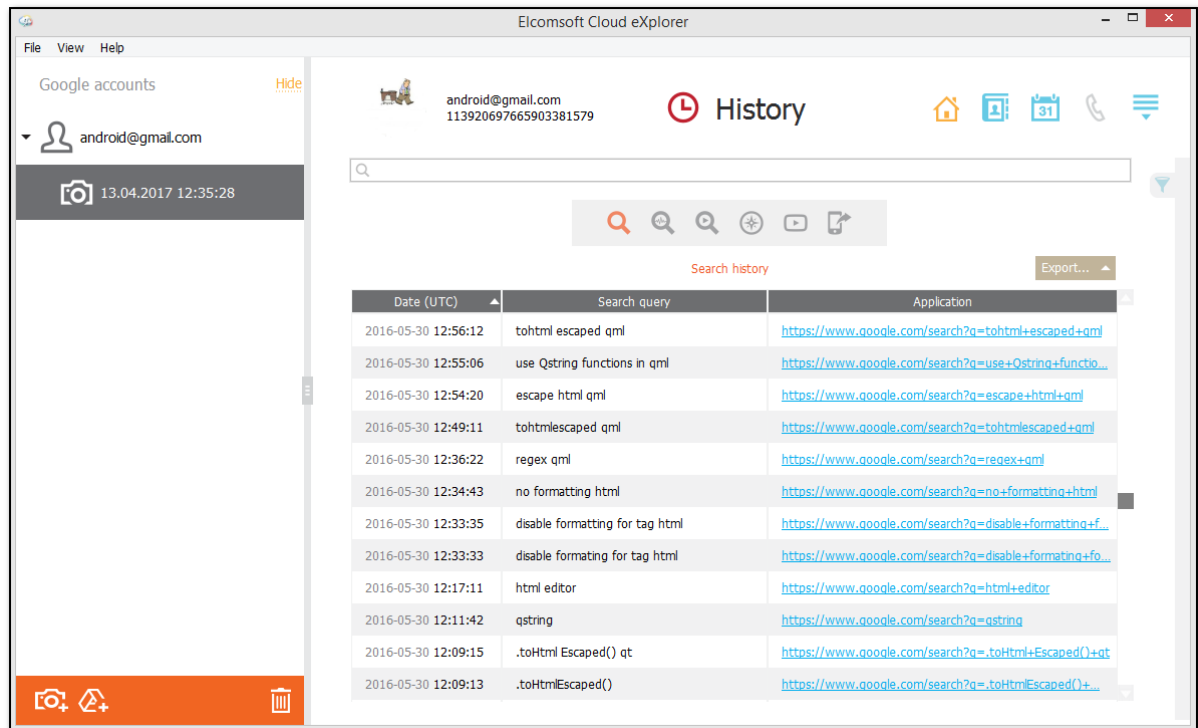 Elcomsoft Cloud eXplorer
File View Help
Google accounts Hide
android@gmail.com
13.04.2017 12:35:28
android@gmail.com
113920697665903381579
History
31
Search history
Export...
Date (UTC) Search query Application
2016-05-30 12:56:12 tohtml escaped qml https://www.google.com/search?q=tohtml+escaped+qml
2016-05-30 12:55:06 use Qstring functions in qml https://www.google.com/search?q=use+Qstring+functio...
2016-05-30 12:54:20 escape html qml https://www.google.com/search?q=escape+html+qml
2016-05-30 12:49:11 tohtmlescaped qml https://www.google.com/search?q=tohtmlescaped+qml
2016-05-30 12:36:22 regex qml https://www.google.com/search?q=regex+qml
2016-05-30 12:34:43 no formatting html https://www.google.com/search?q=no+formatting+html
2016-05-30 12:33:35 disable formatting for tag html https://www.google.com/search?q=disable+formatting+f...
2016-05-30 12:33:33 disable formating for tag html https://www.google.com/search?q=disable+formating+fo...
2016-05-30 12:17:11 html editor https://www.google.com/search?q=html+editor
2016-05-30 12:11:42 qstring https://www.google.com/search?q=qstring
2016-05-30 12:09:15 .toHtml Escaped() qt https://www.google.com/search?q=.toHtml+Escaped()+qt
2016-05-30 12:09:13 .toHtmlEscaped() https://www.google.com/search?q=.toHtmlEscaped()+...